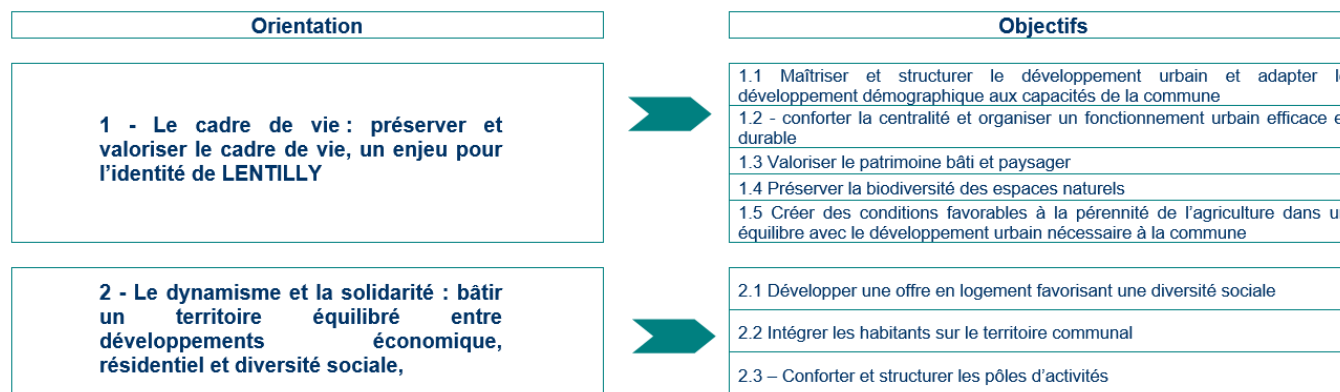 Orientation
Objectifs
1 - Le cadre de vie : préserver et
valoriser le cadre de vie, un enjeu pour
l'identité de LENTILLY
1.1 Maîtriser et structurer le développement urbain et adapter
développement démographique aux capacités de la commune
1.2 - conforter la centralité et organiser un fonctionnement urbain efficace
durable
1.3 Valoriser le patrimoine bâti et paysager
1.4 Préserver la biodiversité des espaces naturels
1.5 Créer des conditions favorables à la pérennité de l'agriculture dans
équilibre avec le développement urbain nécessaire à la commune
2 - Le dynamisme et la solidarité : bâtir
un territoire équilibré entre
développements économique,
résidentiel et diversité sociale,
2.1 Développer une offre en logement favorisant une diversité sociale
2.2 Intégrer les habitants sur le territoire communal
2.3 – Conforter et structurer les pôles d'activités